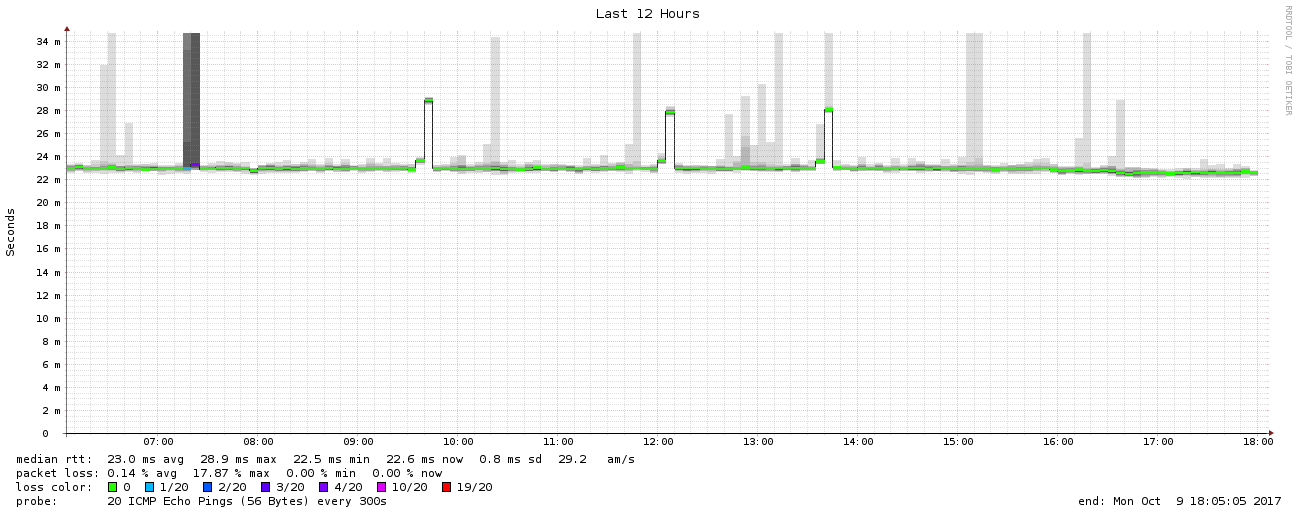 Last 12 Hours
RRDTOOL / TOBI OETIKER
Seconds
34 m
32 m
30 m
28 m
26 m
24 m
22 m
20 m
18 m
16 m
14 m
12 m
10 m
8 m
6 m
4 m
2 m
0
07:00 08:00 09:00 10:00 11:00 12:00 13:00 14:00 15:00 16:00 17:00 18:00
median rtt: 23.0 ms avg 28.9 ms max 22.5 ms min 22.6 ms now 0.8 ms sd 29.2 am/s
packet loss: 0.14 % avg 17.87 % max 0.00 % min 0.00 % now
loss color: 0 1/20 2/20 3/20 4/20 10/20 19/20
probe: 20 ICMP Echo Pings (56 Bytes) every 300s end: Mon Oct 9 18:05:05 2017